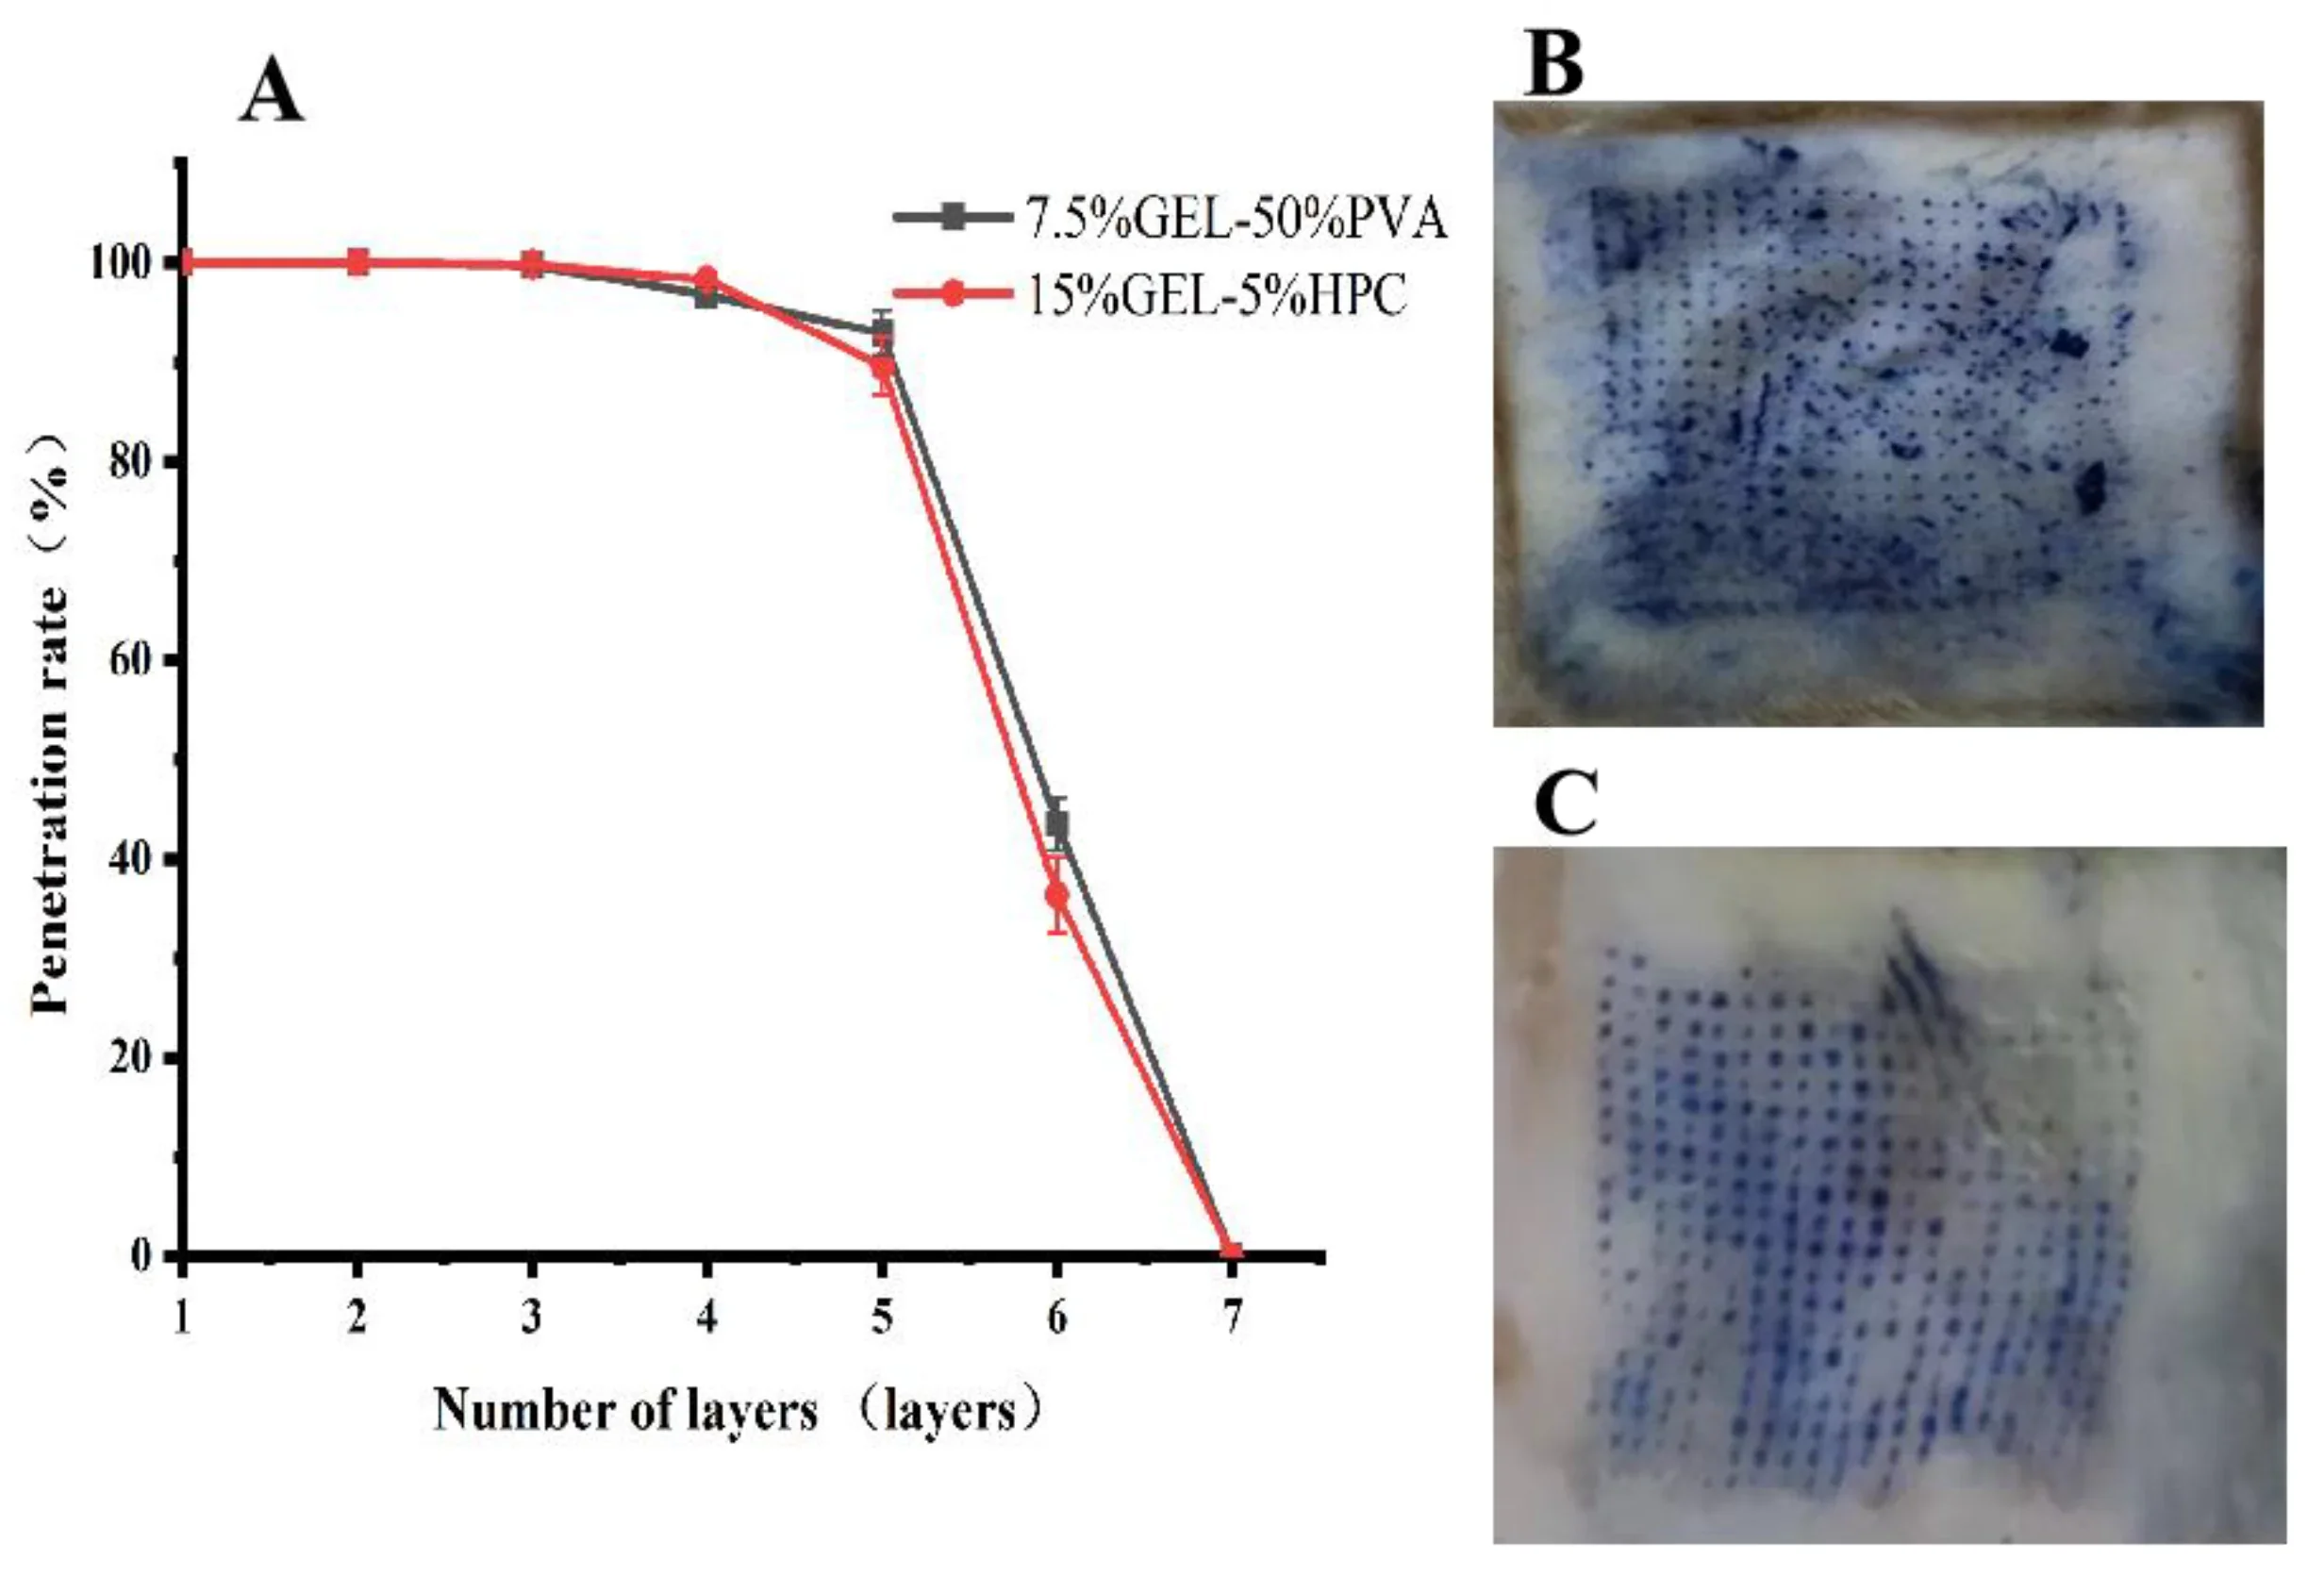 A
7.5%GEL-50%PVA
15%GEL-5%HPC
Penetration rate（%）
100
80
60
40
20
0
1 2 3 4 5 6 7
Number of layers （layers）
B
C